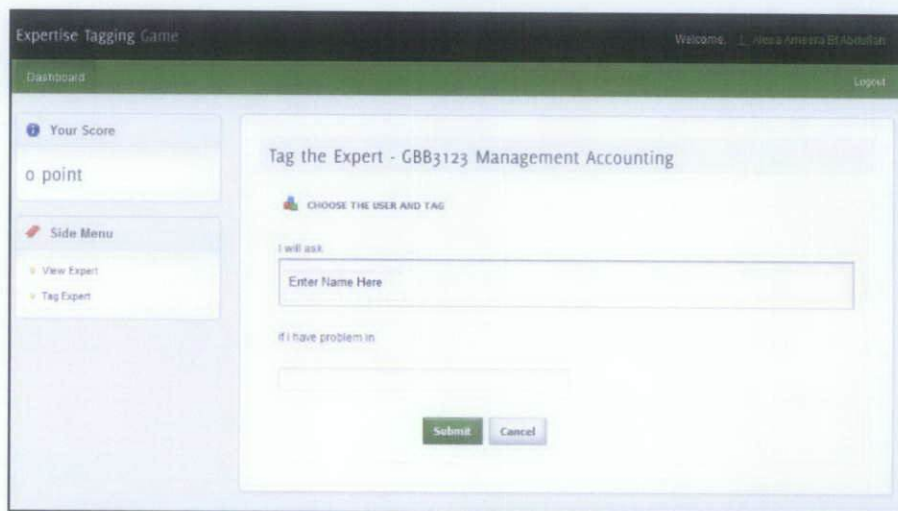 Expertise Tagging Game
Welcome,
Dashboard
Logout
Your Score
0 point
Side Menu
View Expert
Tag Expert
Tag the Expert - GBB3123 Management Accounting
CHOOSE THE USER AND TAG
I will ask
Enter Name Here
if i have problem in
Submit
Cancel